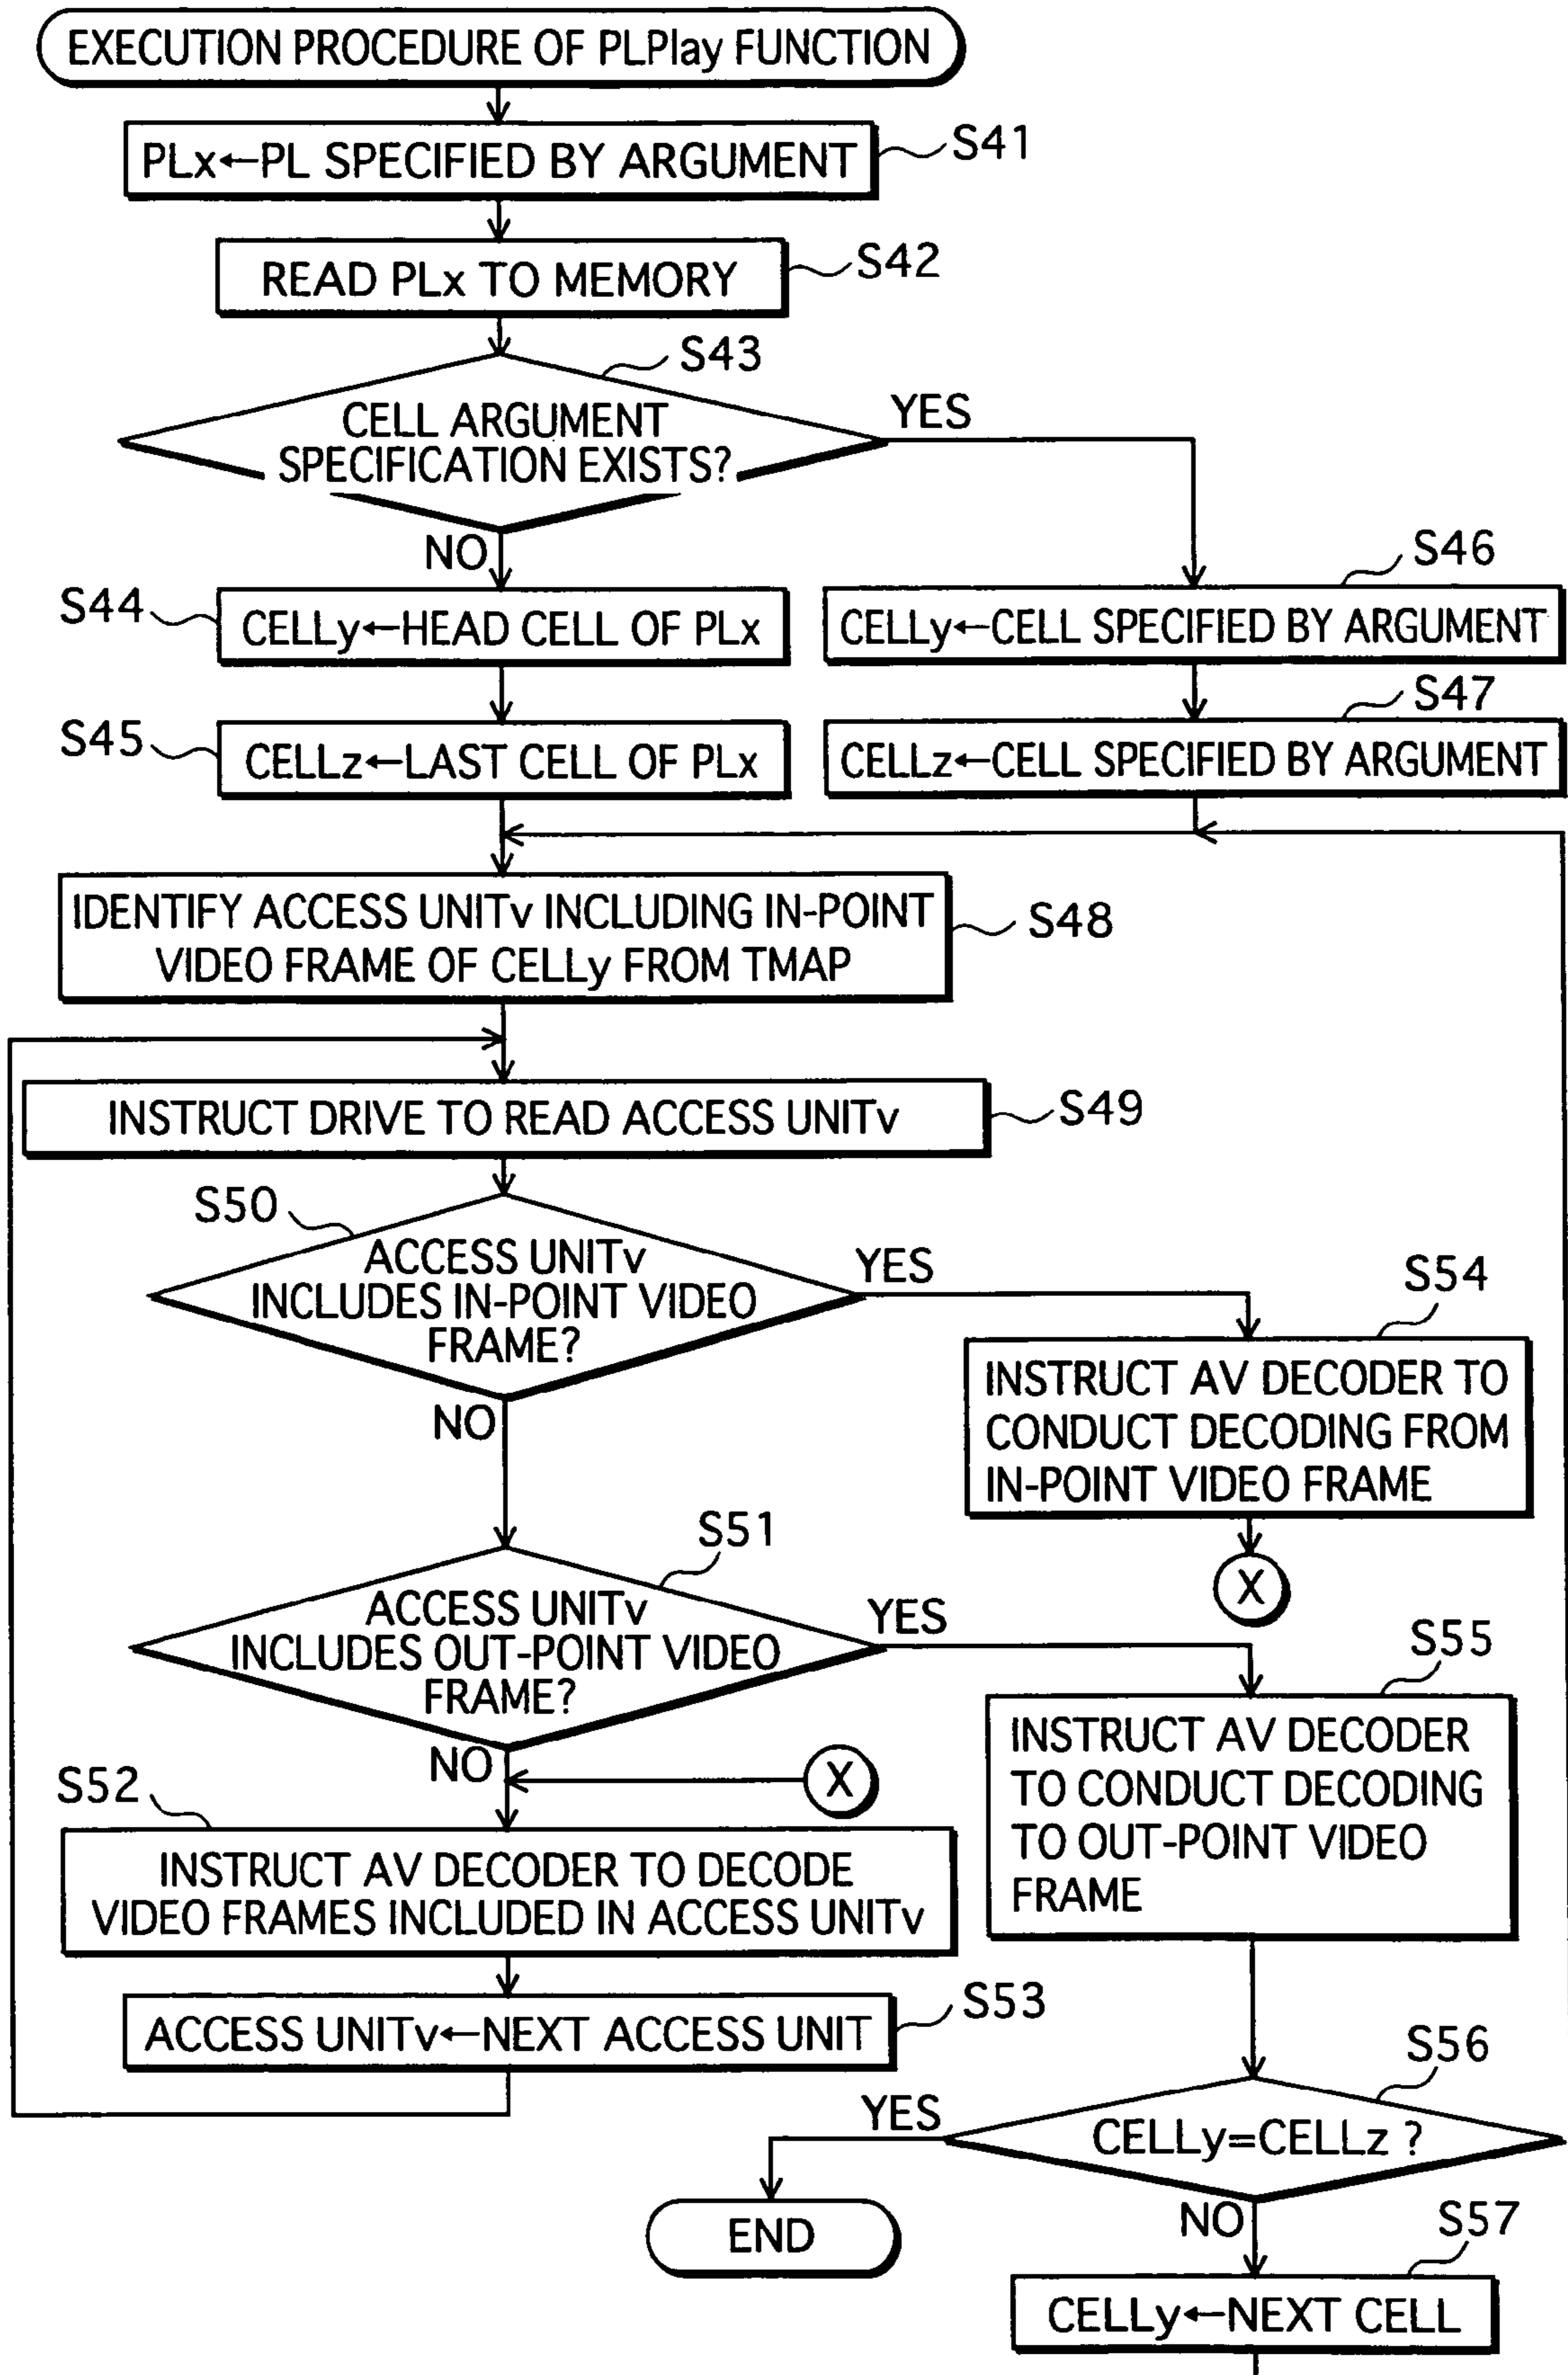 EXECUTION PROCEDURE OF PLPlay FUNCTION
PLx←PL SPECIFIED BY ARGUMENT
S41
READ PLx TO MEMORY
S42
S43
CELL ARGUMENT
SPECIFICATION EXISTS?
YES
NO
S44
CELLy←HEAD CELL OF PLx
S46
CELLy←CELL SPECIFIED BY ARGUMENT
S45
CELLz←LAST CELL OF PLx
S47
CELLz←CELL SPECIFIED BY ARGUMENT
IDENTIFY ACCESS UNITv INCLUDING IN-POINT
VIDEO FRAME OF CELLy FROM TMAP
S48
INSTRUCT DRIVE TO READ ACCESS UNITv
S49
S50
ACCESS UNITv
INCLUDES IN-POINT VIDEO
FRAME?
YES
NO
S54
INSTRUCT AV DECODER TO
CONDUCT DECODING FROM
IN-POINT VIDEO FRAME
X
S51
ACCESS UNITv
INCLUDES OUT-POINT VIDEO
FRAME?
YES
NO
X
S55
INSTRUCT AV DECODER
TO CONDUCT DECODING
TO OUT-POINT VIDEO
FRAME
S52
INSTRUCT AV DECODER TO DECODE
VIDEO FRAMES INCLUDED IN ACCESS UNITv
ACCESS UNITv←NEXT ACCESS UNIT
S53
S56
CELLy=CELLz ?
YES
END
NO
S57
CELLy←NEXT CELL